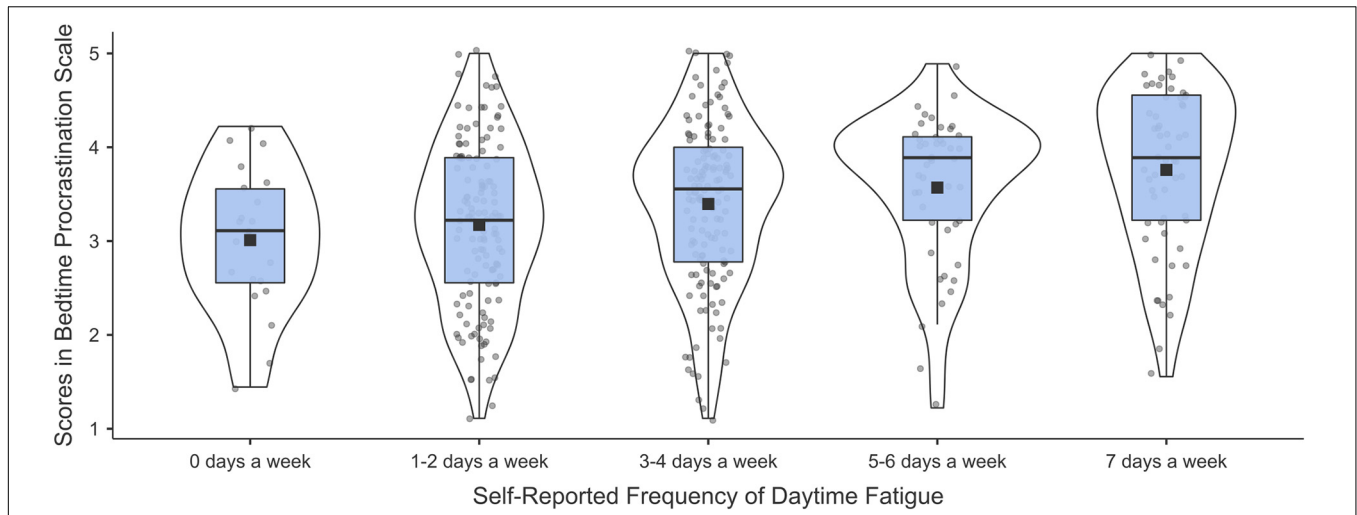 Scores in Bedtime Procrastination Scale
5
4
3
2
1
0 days a week
1-2 days a week
3-4 days a week
5-6 days a week
7 days a week
Self-Reported Frequency of Daytime Fatigue